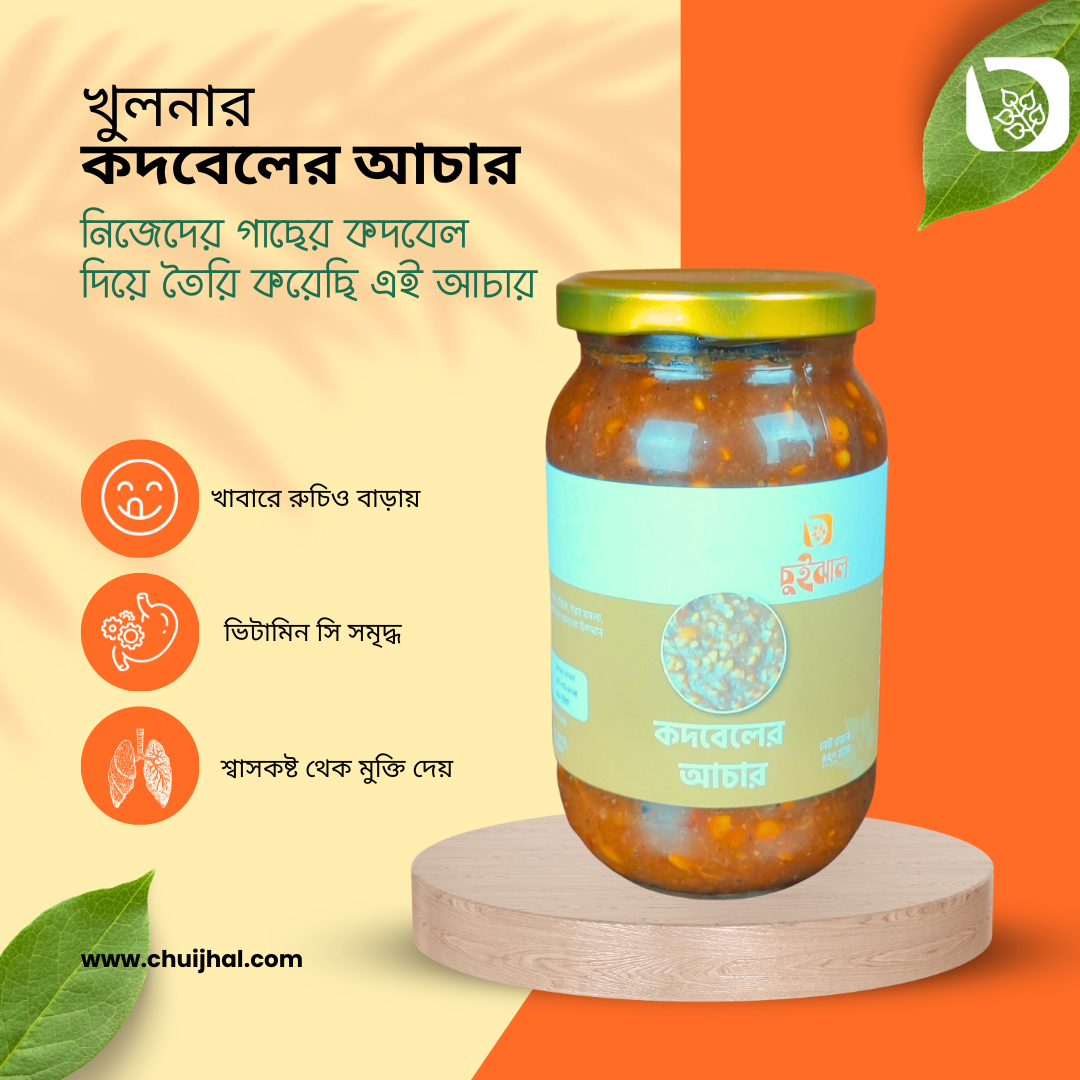 খুলনার
কদবেলের আচার
নিজেদের গাছের কদবেল
দিয়ে তৈরি করেছি এই আচার
খাবারে রুচিও বাড়ায়
ভিটামিন সি সমৃদ্ধ
শ্বাসকষ্ট থেক মুক্তি দেয়
চুইঝাল
কদবেলের
আচার
www.chuijhal.com